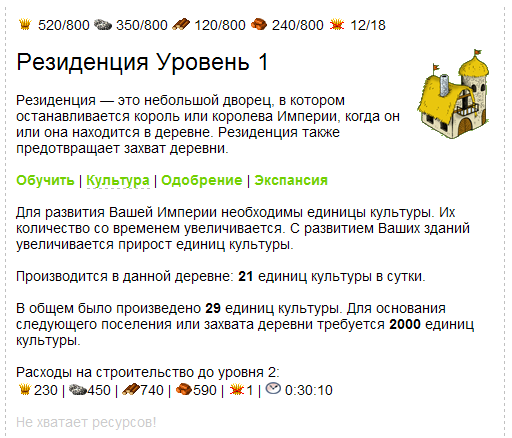 520/800 350/800 120/800 240/800 12/18
Резиденция Уровень 1
Резиденция — это небольшой дворец, в котором
останавливается король или королева Империи, когда он
или она находится в деревне. Резиденция также
предотвращает захват деревни.
Обучить | Культура | Одобрение | Экспансия
Для развития Вашей Империи необходимы единицы культуры. Их
количество со временем увеличивается. С развитием Ваших зданий
увеличивается прирост единиц культуры.
Производится в данной деревне: 21 единиц культуры в сутки.
В общем было произведено 29 единиц культуры. Для основания
следующего поселения или захвата деревни требуется 2000 единиц
культуры.
Расходы на строительство до уровня 2:
230 | 450 | 740 | 590 | 1 | 0:30:10
Не хватает ресурсов!